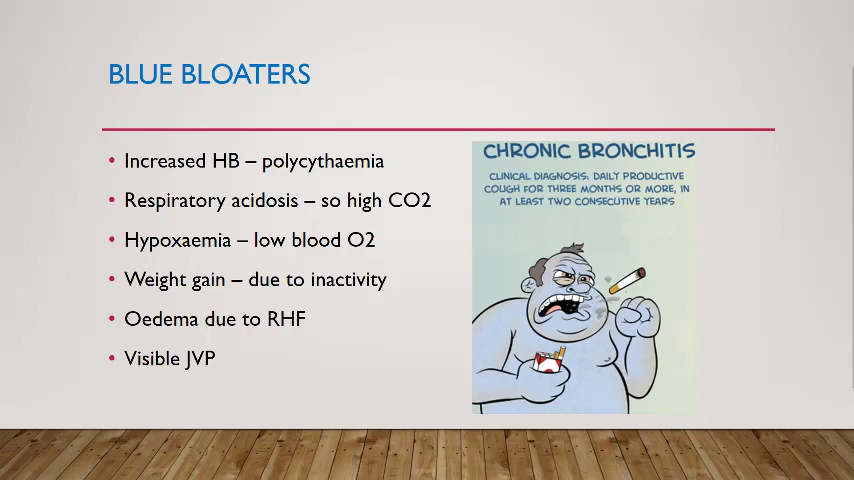 BLUE BLOATERS
• Increased HB – polycythaemia
• Respiratory acidosis – so high CO2
• Hypoxaemia – low blood O2
• Weight gain – due to inactivity
• Oedema due to RHF
• Visible JVP
CHRONIC BRONCHITIS
CLINICAL DIAGNOSIS: DAILY PRODUCTIVE
COUGH FOR THREE MONTHS OR MORE, IN
AT LEAST TWO CONSECUTIVE YEARS